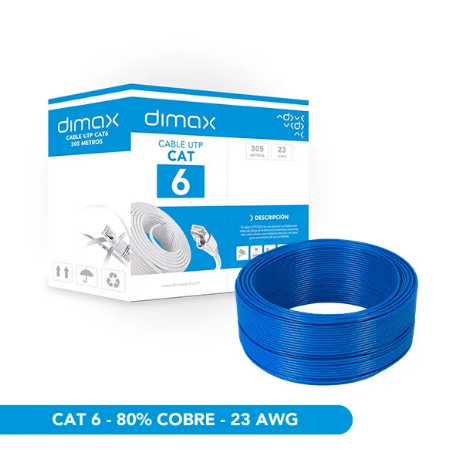 dimax
CABLE UTP CAT6
305 METROS
dimax
CABLE UTP
CAT
6
305
METROS
23
AWG
DESCRIPCIÓN
CAT 6 - 80% COBRE - 23 AWG